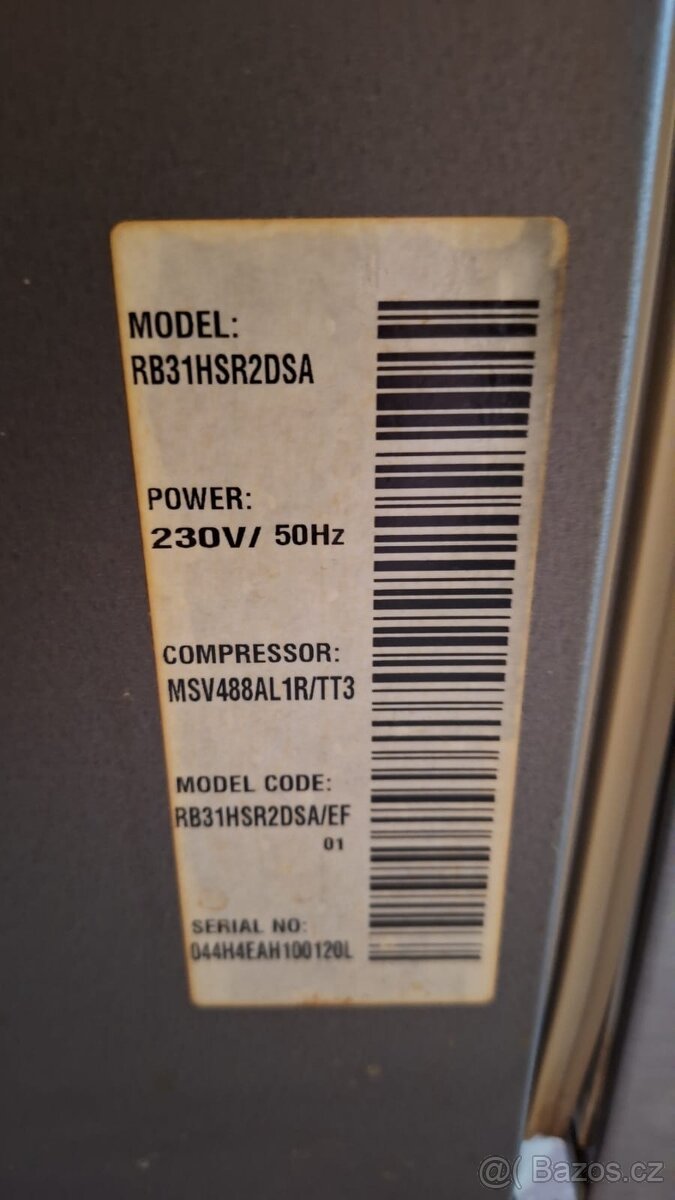 MODEL:
RB31HSR2DSA
POWER:
230V/ 50Hz
COMPRESSOR:
MSV488AL1R/TT3
MODEL CODE:
RB31HSR2DSA/EF
01
SERIAL NO:
044H4EAH100120L
@( Bazos.cz